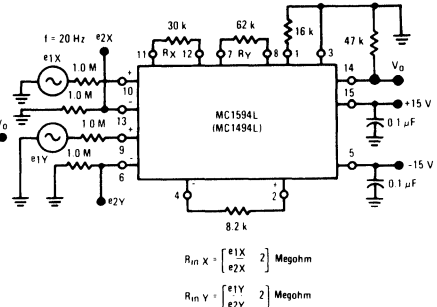 30 k
62 k
f = 20 Hz
e2X
16 k
47 k
e1X
1.0 M
11
RX
12
7
RY
8
1
3
14
Vo
10
1.0 M
13
MC1594L
(MC1494L)
15
+15 V
0.1 μF
Vo
1.0 M
9
1.0 M
e1Y
6
5
-15 V
0.1 μF
e2Y
4
2
8.2 k
Rin X = [e1X/e2X 2] Megohm
Rin Y = [e1Y/e2Y 2] Megohm